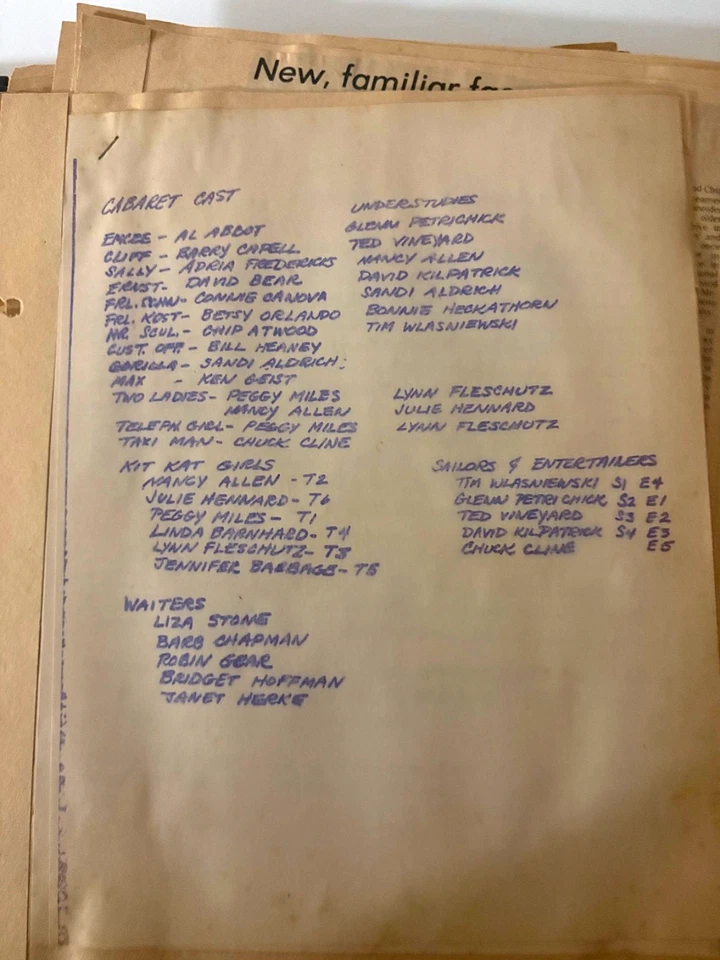 New, familiar
CABARET CAST
UNDERSTUDIES
EMCEE - AL ABBOT
GLENN PETRICHICK
CLIFF - BARRY CAPELL
TED VINEYARD
SALLY - ADRIA FREDERICKS
NANCY ALLEN
ERNST - DAVID BEAR
DAVID KILPATRICK
FRL. SCHN - CONNIE CANOVA
SANDI ALDRICH
FRL. KOST - BETSY ORLANDO
BONNIE HECKATHORN
HR SCUL. - CHIP ATWOOD
TIM WLASNIEWSKI
CUST. OFF - BILL HEANEY
GORILLA - SANDI ALDRICH
MAX - KEN GEIST
TWO LADIES - PEGGY MILES LYNN FLESCHUTZ
NANCY ALLEN JULIE HENNARD
TELEPH. GIRL - PEGGY MILES LYNN FLESCHUTZ
TAXI MAN - CHUCK CLINE
KIT KAT GIRLS
NANCY ALLEN - T2
JULIE HENNARD - T6
PEGGY MILES - T1
LINDA BARNHARD - T4
LYNN FLESCHUTZ - T3
JENNIFER BABBAGE - T5
SAILORS & ENTERTAINERS
TIM WLASNIEWSKI S1 E4
GLENN PETRICHICK S2 E1
TED VINEYARD S3 E2
DAVID KILPATRICK S4 E3
CHUCK CLINE E5
WAITERS
LIZA STONE
BARB CHAPMAN
ROBIN GEAR
BRIDGET HOFFMAN
JANET HERKE